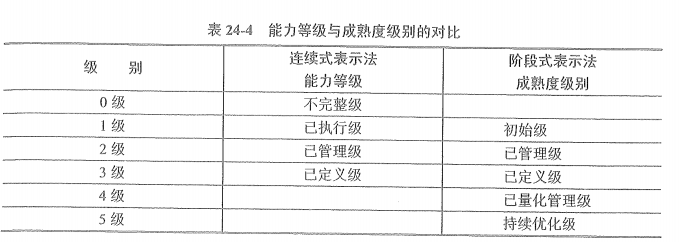 表 24-4 能力等级与成熟度级别的对比
级 别 连续式表示法 能力等级 阶段式表示法 成熟度级别
0 级 不完整级
1 级 已执行级 初始级
2 级 已管理级 已管理级
3 级 已定义级 已定义级
4 级 已量化管理级
5 级 持续优化级